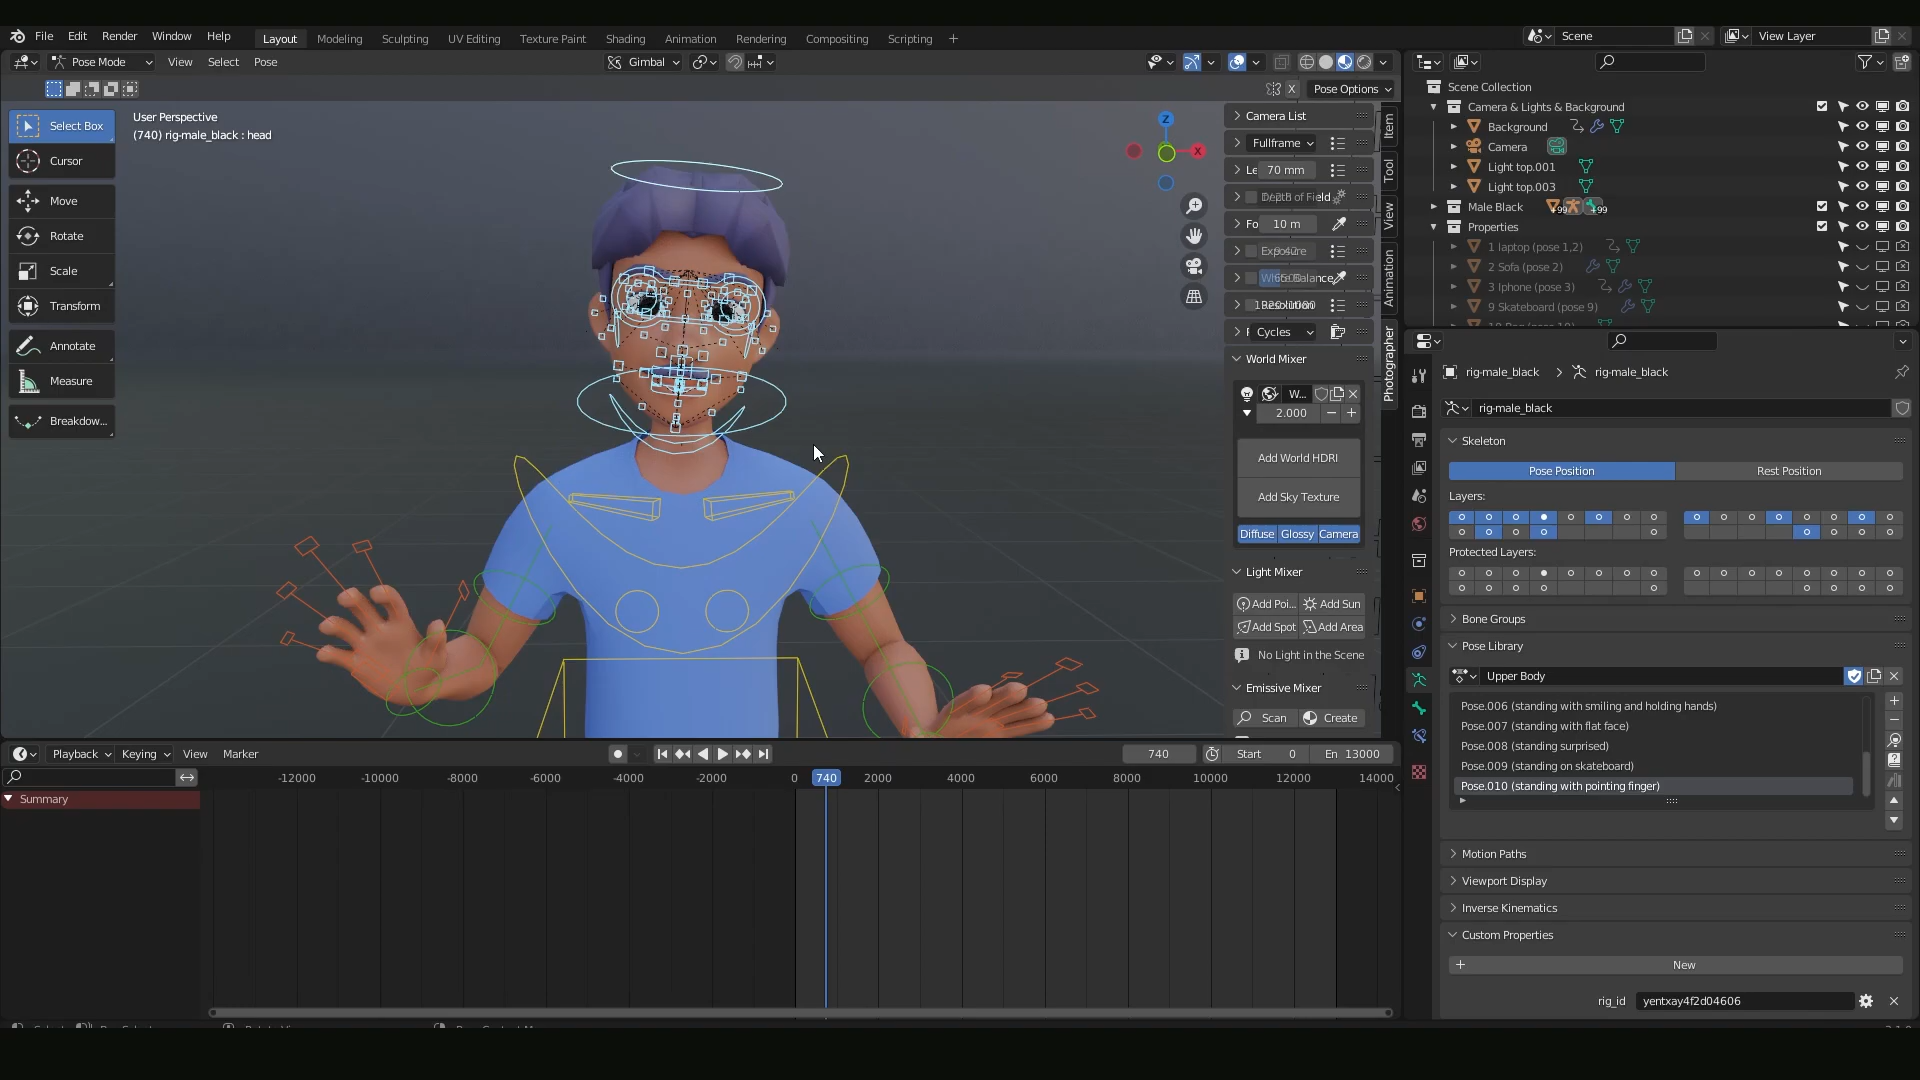 File Edit Render Window Help Layout Modeling Sculpting UV Editing Texture Paint Shading Animation Rendering Compositing Scripting + Scene View Layer
Pose Mode View Select Pose Gimbal
X Pose Options
User Perspective
(740) rig-male_black : head
Select Box
Cursor
Move
Rotate
Scale
Transform
Annotate
Measure
Breakdow...
Z
X
Camera List
Fullframe
Le 70 mm
Depth of Field
Fo 10 m
Exposure
White Balance
Resolution
Cycles
World Mixer
W...
2.000
Add World HDRI
Add Sky Texture
Diffuse Glossy Camera
Light Mixer
Add Poi... Add Sun
Add Spot Add Area
No Light in the Scene
Emissive Mixer
Scan Create
Item
Tool
View
Animation
Photographer
Scene Collection
Camera & Lights & Background
Background
Camera
Light top.001
Light top.003
Male Black +99 +99
Properties
1 laptop (pose 1,2)
2 Sofa (pose 2)
3 Iphone (pose 3)
9 Skateboard (pose 9)
rig-male_black > rig-male_black
rig-male_black
Skeleton
Pose Position Rest Position
Layers:
Protected Layers:
Bone Groups
Pose Library
Upper Body
Pose.006 (standing with smiling and holding hands)
Pose.007 (standing with flat face)
Pose.008 (standing surprised)
Pose.009 (standing on skateboard)
Pose.010 (standing with pointing finger)
Motion Paths
Viewport Display
Inverse Kinematics
Custom Properties
+ New
rig_id yentxay4f2d04606
Playback Keying View Marker 740 Start 0 En 13000
-12000 -10000 -8000 -6000 -4000 -2000 0 740 2000 4000 6000 8000 10000 12000 14000
Summary